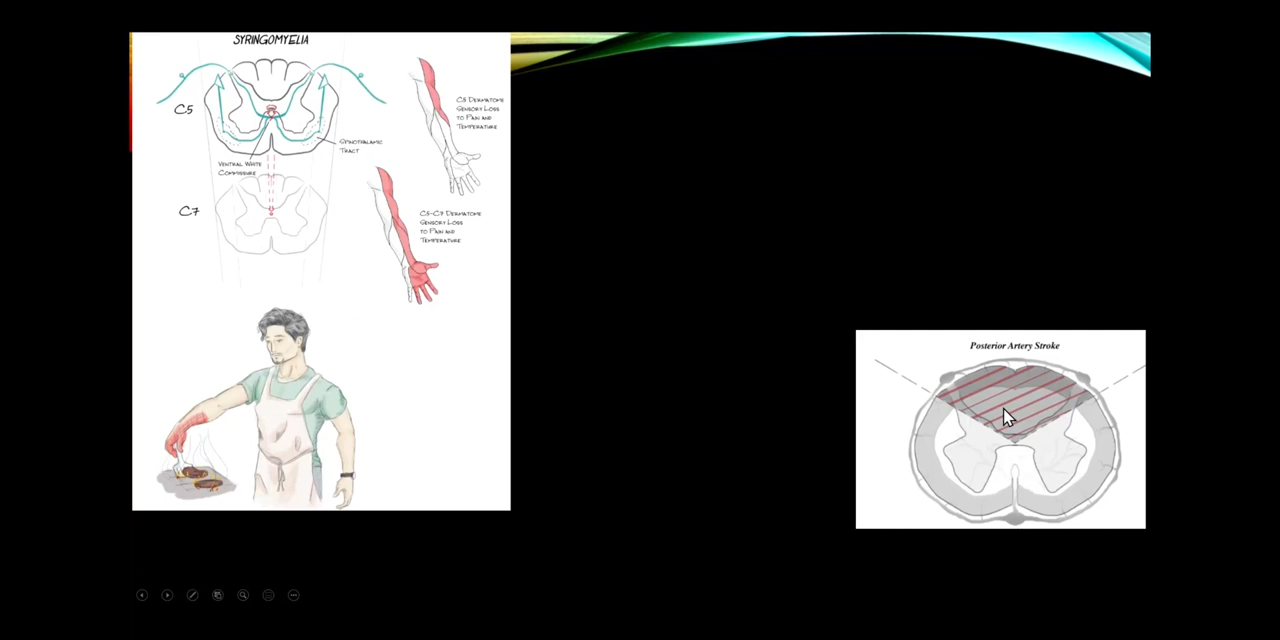 SYRINGOMYELIA
C5
C5 DERMATOME
SENSORY LOSS
TO PAIN AND
TEMPERATURE
SPINOTHALAMIC
TRACT
VENTRAL WHITE
COMMISSURE
C7
C5-C7 DERMATOME
SENSORY LOSS
TO PAIN AND
TEMPERATURE
Posterior Artery Stroke